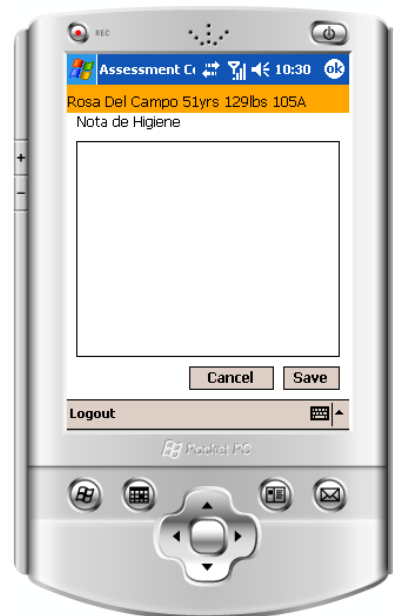 REC
Assessment C 10:30 ok
Rosa Del Campo 51yrs 129lbs 105A
Nota de Higiene
+
−
Cancel Save
Logout
Pocket PC